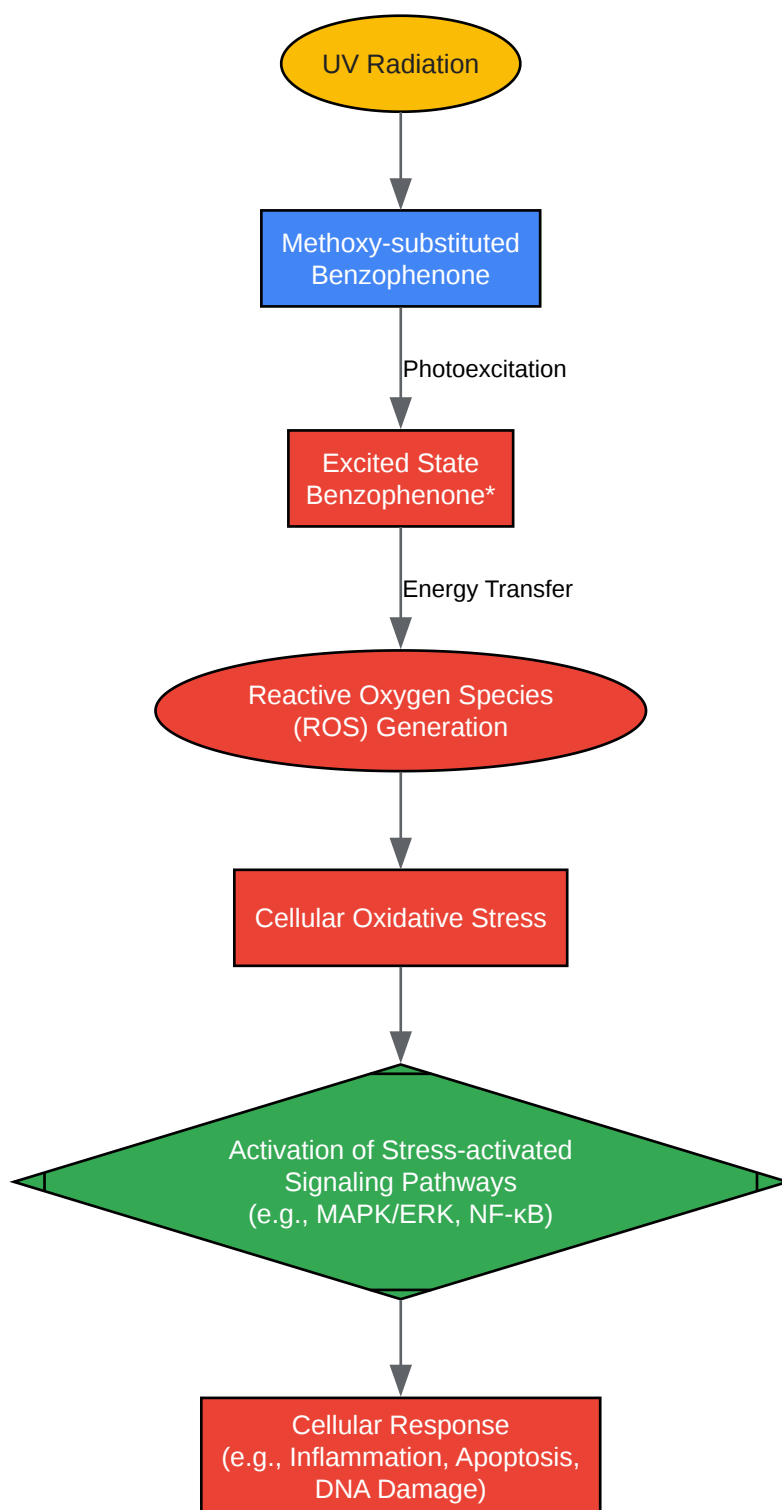 UV Radiation
Methoxy-substituted
Benzophenone
Photoexcitation
Excited State
Benzophenone*
Energy Transfer
Reactive Oxygen Species
(ROS) Generation
Cellular Oxidative Stress
Activation of Stress-activated
Signaling Pathways
(e.g., MAPK/ERK, NF-κB)
Cellular Response
(e.g., Inflammation, Apoptosis,
DNA Damage)